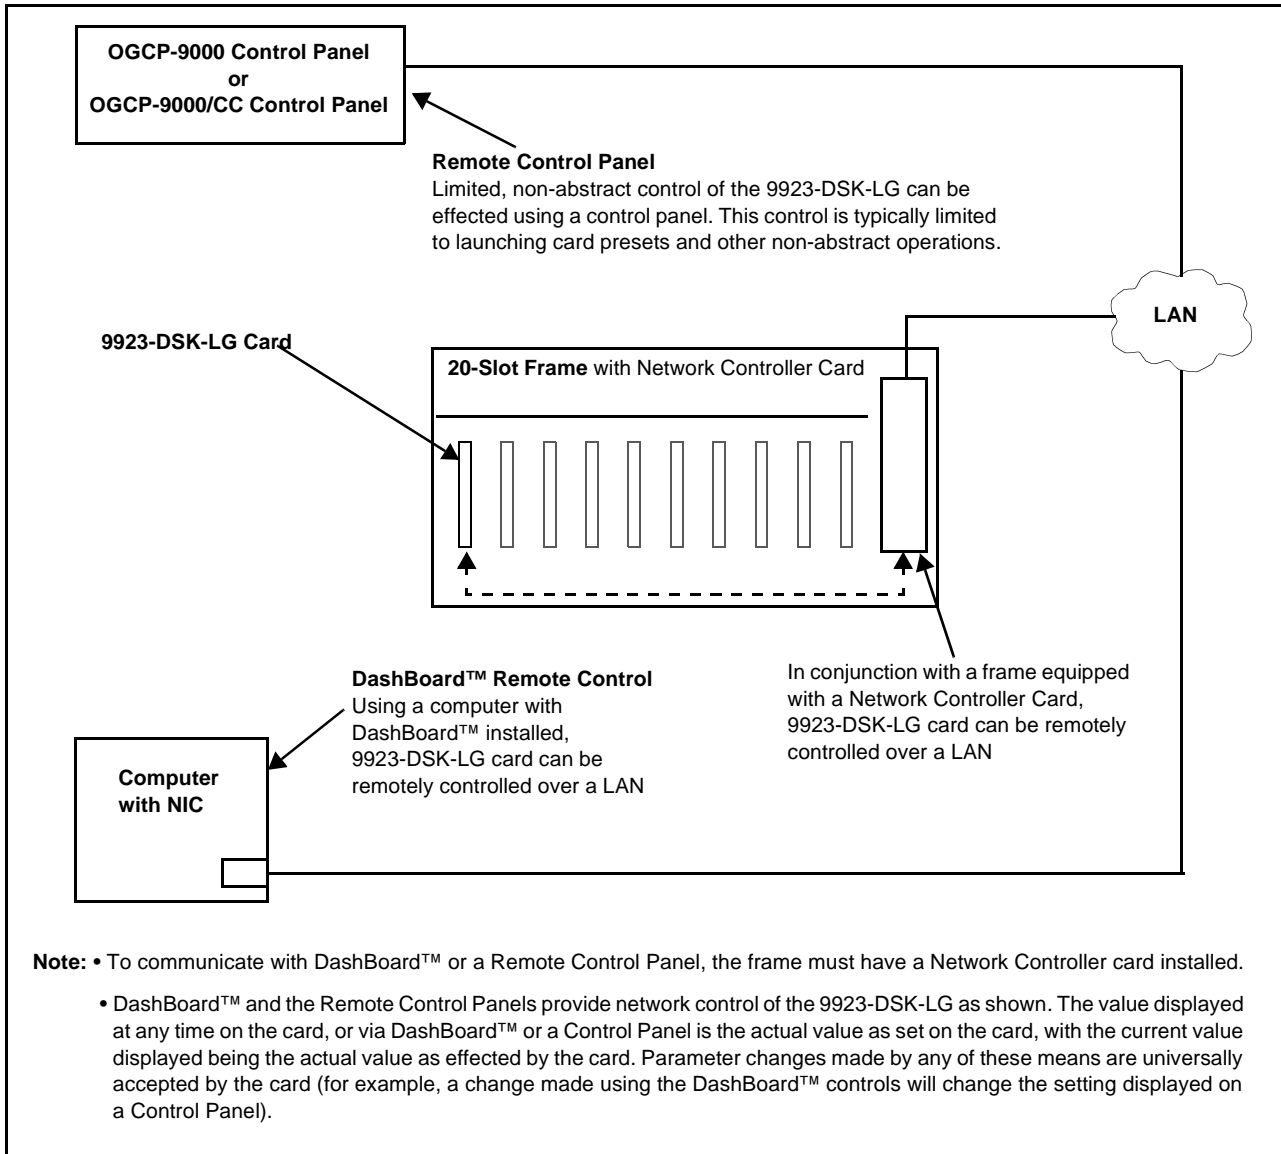 OGCP-9000 Control Panel
or
OGCP-9000/CC Control Panel
Remote Control Panel
Limited, non-abstract control of the 9923-DSK-LG can be
effected using a control panel. This control is typically limited
to launching card presets and other non-abstract operations.
LAN
9923-DSK-LG Card
20-Slot Frame with Network Controller Card
DashBoard™ Remote Control
Using a computer with
DashBoard™ installed,
9923-DSK-LG card can be
remotely controlled over a LAN
In conjunction with a frame equipped
with a Network Controller Card,
9923-DSK-LG card can be remotely
controlled over a LAN
Computer
with NIC
Note: • To communicate with DashBoard™ or a Remote Control Panel, the frame must have a Network Controller card installed.
• DashBoard™ and the Remote Control Panels provide network control of the 9923-DSK-LG as shown. The value displayed
at any time on the card, or via DashBoard™ or a Control Panel is the actual value as set on the card, with the current value
displayed being the actual value as effected by the card. Parameter changes made by any of these means are universally
accepted by the card (for example, a change made using the DashBoard™ controls will change the setting displayed on
a Control Panel).